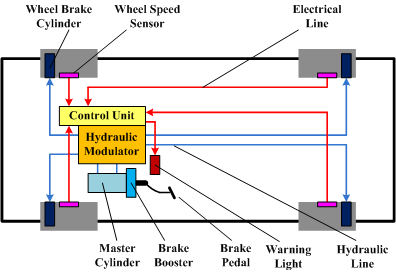 Wheel Brake
Cylinder
Wheel Speed
Sensor
Electrical
Line
Control Unit
Hydraulic
Modulator
Master
Cylinder
Brake
Booster
Brake
Pedal
Warning
Light
Hydraulic
Line